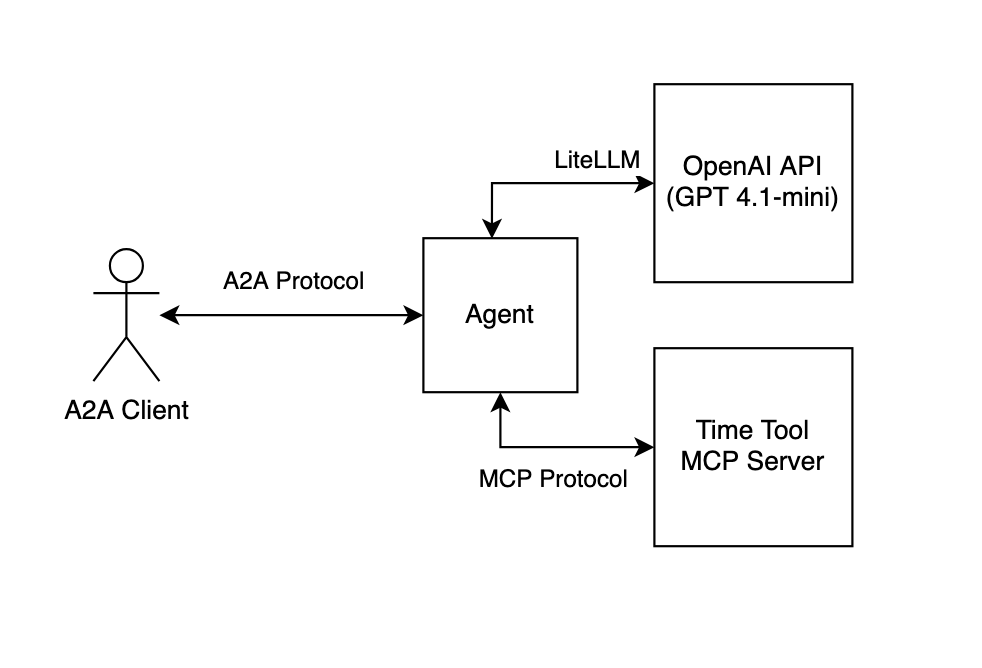 LiteLLM
OpenAI API
(GPT 4.1-mini)
A2A Protocol
Agent
A2A Client
Time Tool
MCP Server
MCP Protocol